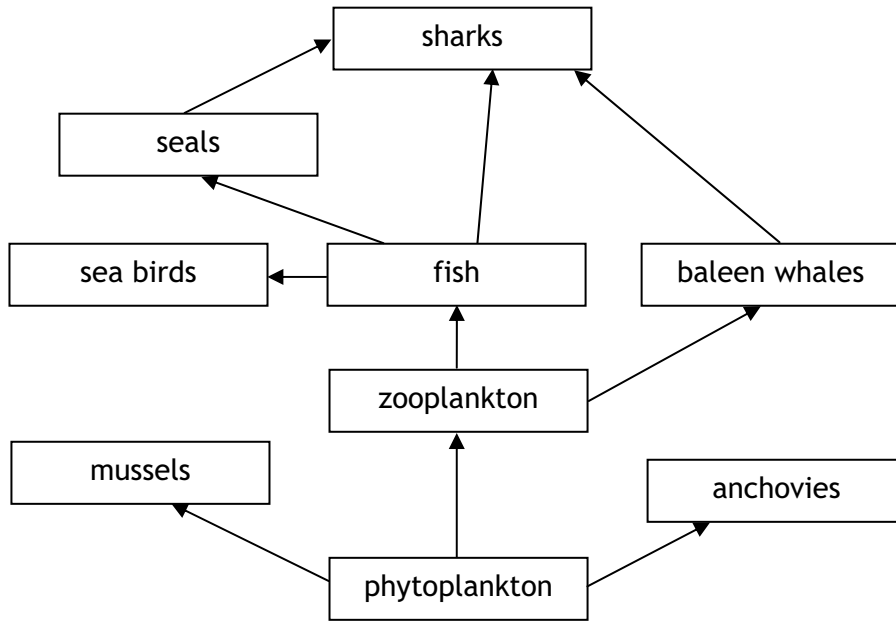 sharks
seals
sea birds
fish
baleen whales
zooplankton
mussels
anchovies
phytoplankton